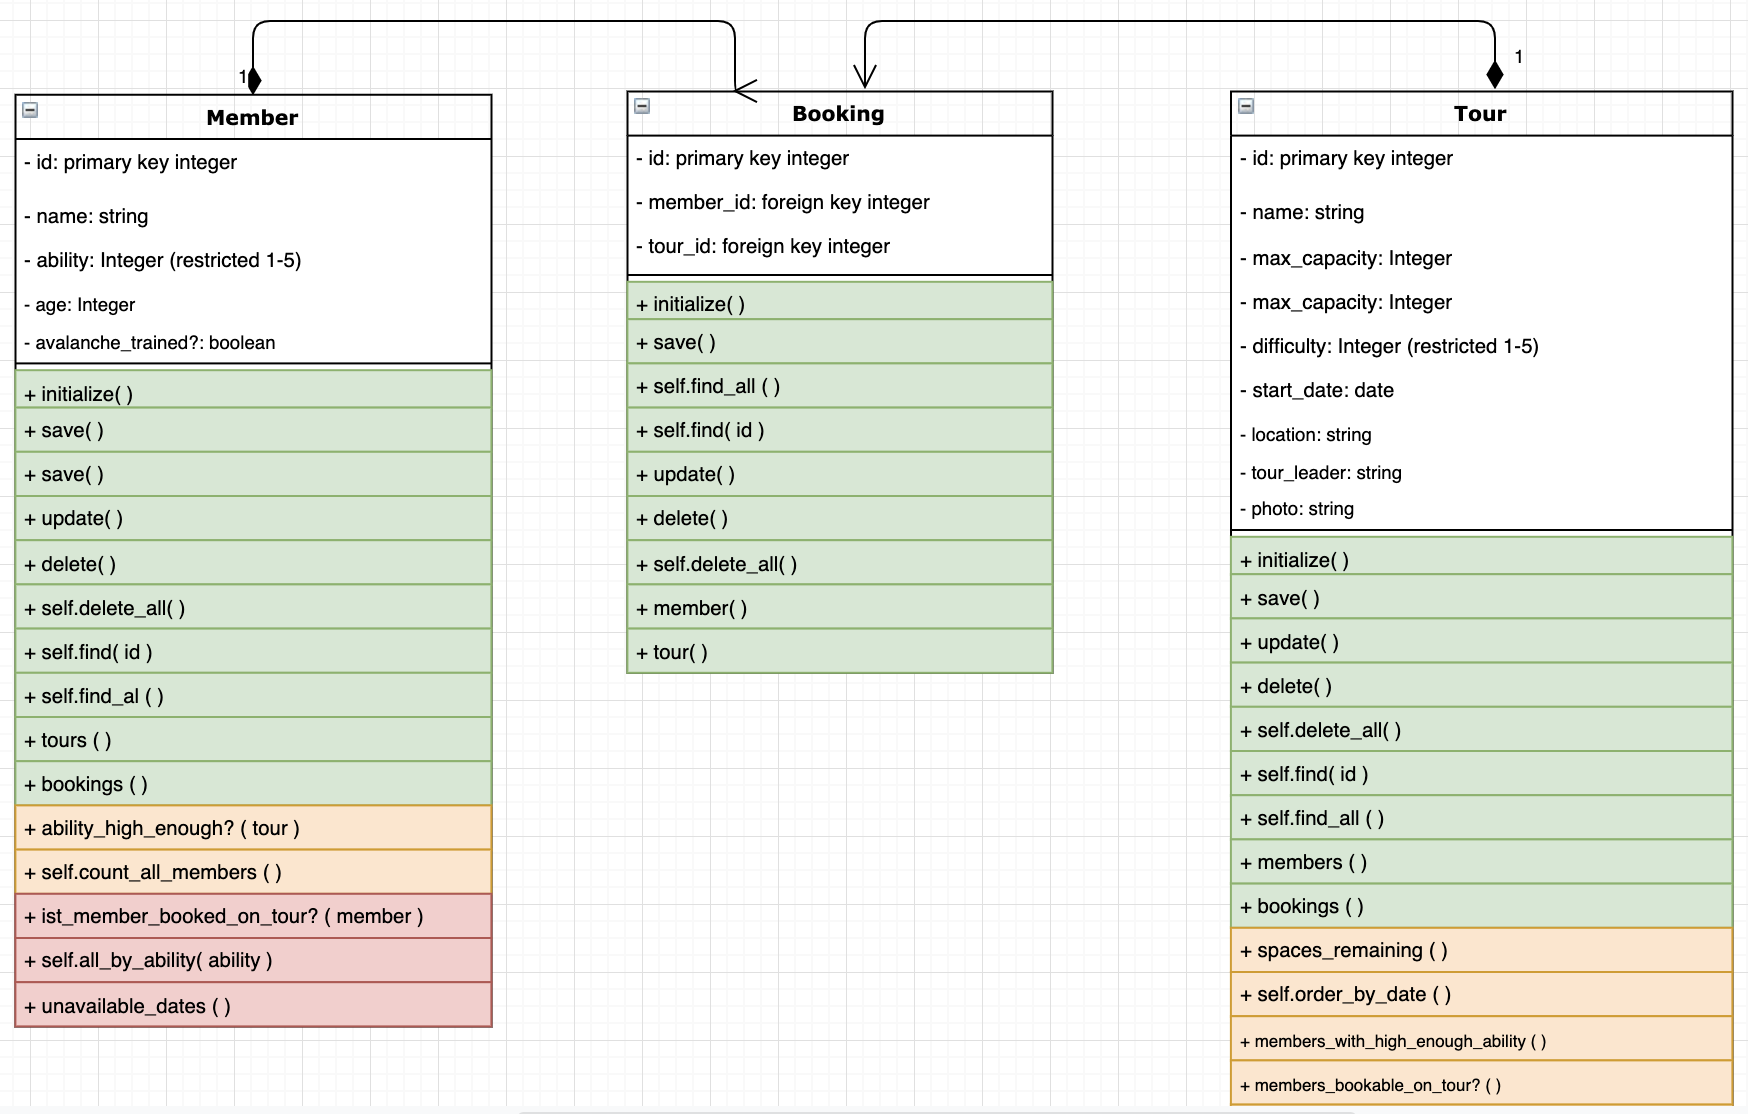 1
Member
- id: primary key integer
- name: string
- ability: Integer (restricted 1-5)
- age: Integer
- avalanche_trained?: boolean
+ initialize( )
+ save( )
+ save( )
+ update( )
+ delete( )
+ self.delete_all( )
+ self.find( id )
+ self.find_al ( )
+ tours ( )
+ bookings ( )
+ ability_high_enough? ( tour )
+ self.count_all_members ( )
+ ist_member_booked_on_tour? ( member )
+ self.all_by_ability( ability )
+ unavailable_dates ( )
Booking
- id: primary key integer
- member_id: foreign key integer
- tour_id: foreign key integer
+ initialize( )
+ save( )
+ self.find_all ( )
+ self.find( id )
+ update( )
+ delete( )
+ self.delete_all( )
+ member( )
+ tour( )
1
Tour
- id: primary key integer
- name: string
- max_capacity: Integer
- max_capacity: Integer
- difficulty: Integer (restricted 1-5)
- start_date: date
- location: string
- tour_leader: string
- photo: string
+ initialize( )
+ save( )
+ update( )
+ delete( )
+ self.delete_all( )
+ self.find( id )
+ self.find_all ( )
+ members ( )
+ bookings ( )
+ spaces_remaining ( )
+ self.order_by_date ( )
+ members_with_high_enough_ability ( )
+ members_bookable_on_tour? ( )